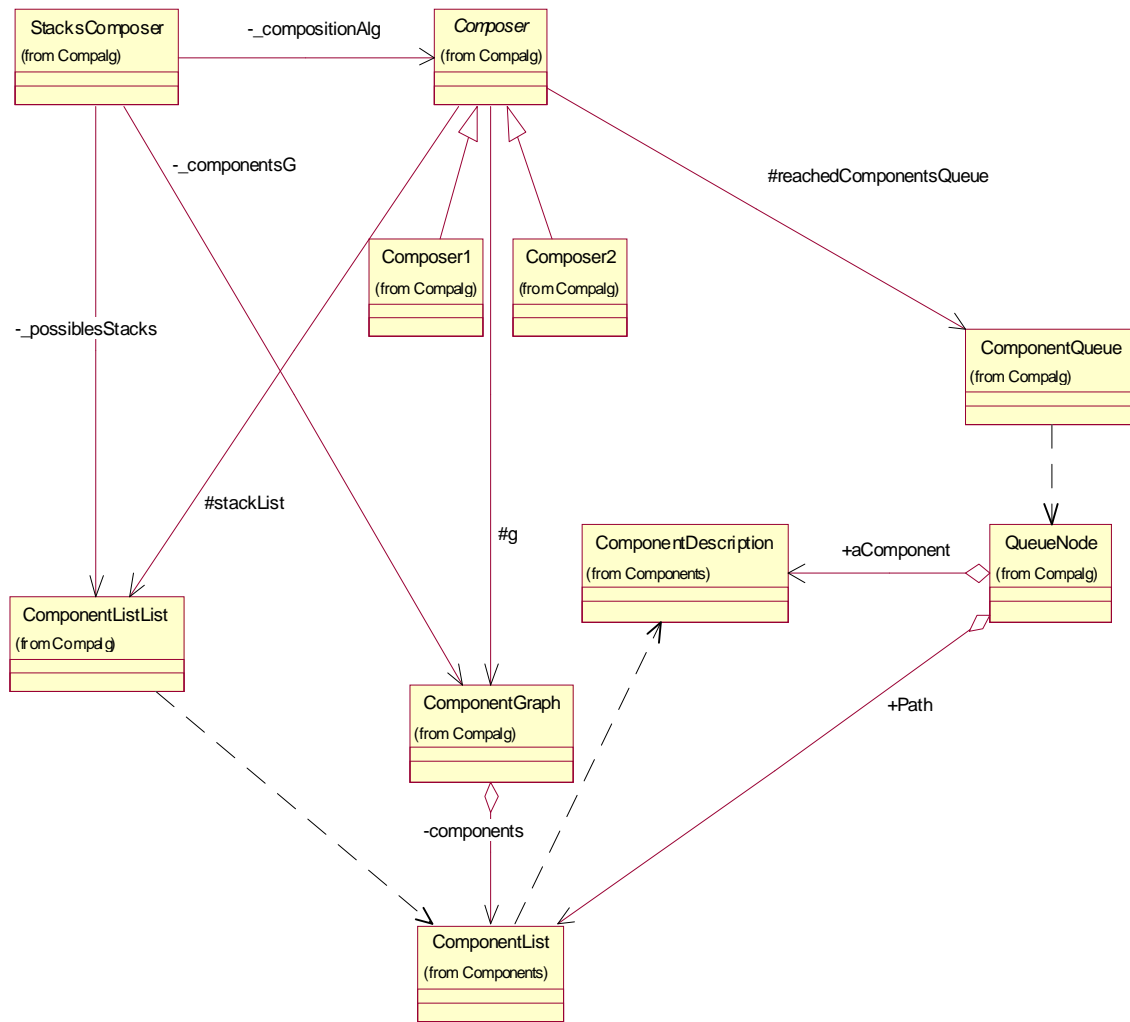 StacksComposer
(from Compalg)
-_compositionAlg
Composer
(from Compalg)
-_componentsG
#reachedComponentsQueue
Composer1
(from Compalg)
Composer2
(from Compalg)
-_possiblesStacks
ComponentQueue
(from Compalg)
#stackList
#g
ComponentDescription
(from Components)
+aComponent
QueueNode
(from Compalg)
ComponentListList
(from Compalg)
ComponentGraph
(from Compalg)
+Path
-components
ComponentList
(from Components)